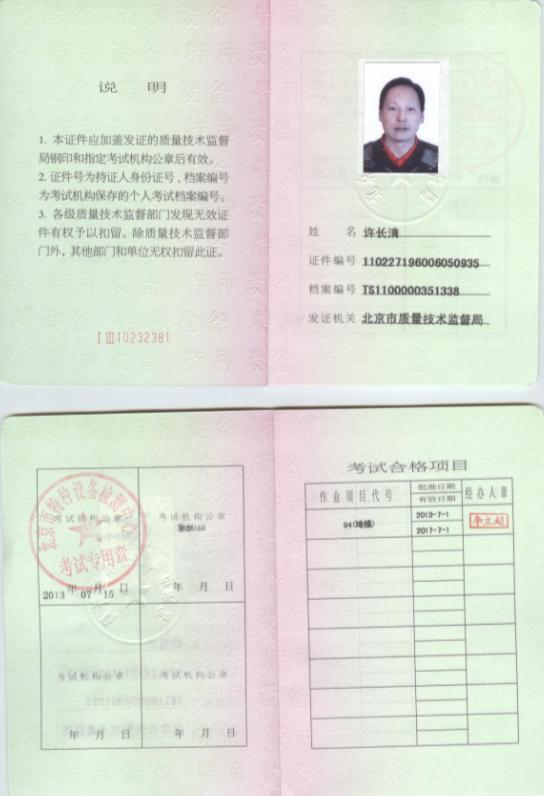 说 明
1. 本证件应加盖发证的质量技术监督
局钢印和指定考试机构公章后有效。
2. 证件号为持证人身份证号，档案编号
为考试机构保存的个人考试档案编号。
3. 各级质量技术监督部门发现无效证
件有权予以扣留。除质量技术监督部
门外，其他部门和单位无权扣留此证。
10232381
姓 名 许长清
证件编号 110227196006050935
档案编号 TS1100000351338
发证机关 北京市质量技术监督局
北京市特种设备检测中心
考试机构公章
考试专用章
2013 年 07 月 15 日
考试机构公章
年 月 日
考试机构公章
年 月 日
考试机构公章
年 月 日
考试合格项目
作业项目代号
批准日期
有效日期
经办人章
2013-7-1
2017-7-1
李立超